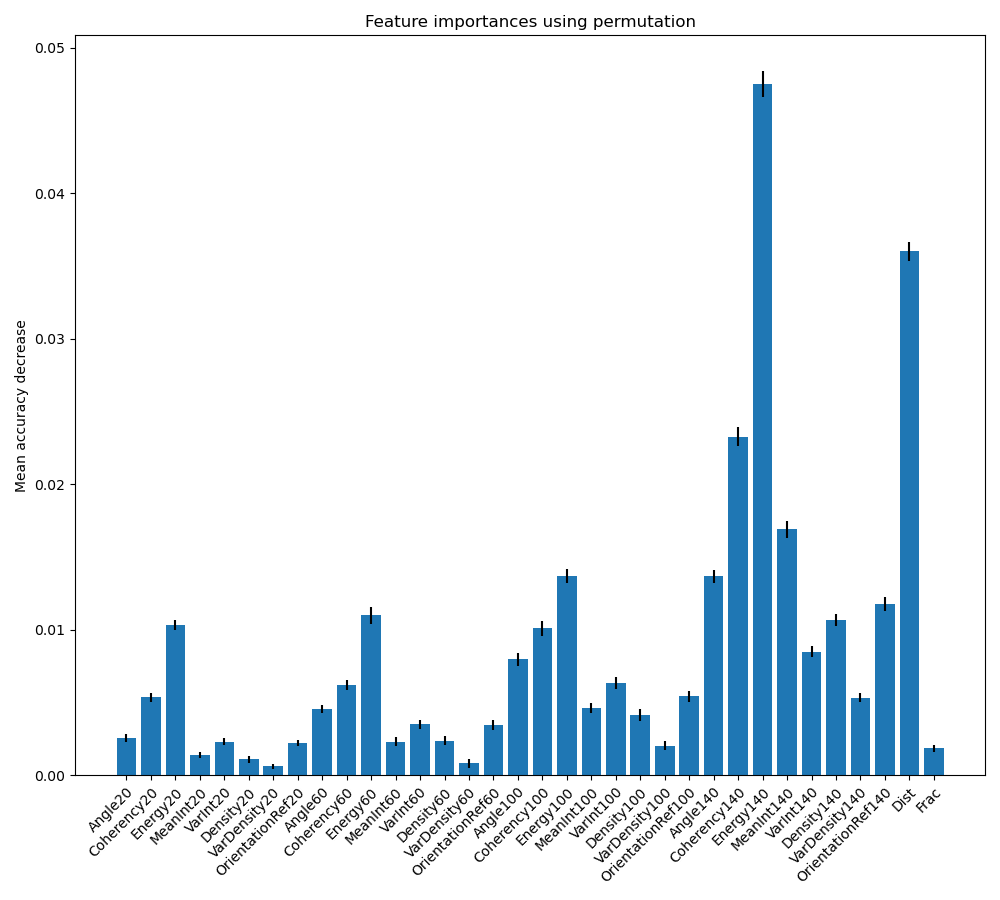 Feature importances using permutation
Mean accuracy decrease
0.05
0.04
0.03
0.02
0.01
0.00
Angle20
Coherency20
Energy20
MeanInt20
VarInt20
Density20
VarDensity20
OrientationRef20
Angle60
Coherency60
Energy60
MeanInt60
VarInt60
Density60
VarDensity60
OrientationRef60
Angle100
Coherency100
Energy100
MeanInt100
VarInt100
Density100
VarDensity100
OrientationRef100
Angle140
Coherency140
Energy140
MeanInt140
VarInt140
Density140
VarDensity140
OrientationRef140
Dist
Frac